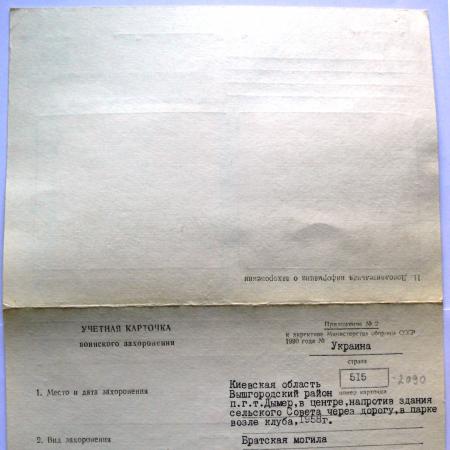 11. Дополнительная информация о захоронении
УЧЕТНАЯ КАРТОЧКА
воинского захоронения
Приложение № 2
к директиве Министерства обороны СССР
1990 года №
Украина
страна
515
-2090
номер карточки
1. Место и дата захоронения
Киевская область
Вышгородский район
п.г.т.Дымер,в центре,напротив здания
сельского Совета через дорогу,в парке
возле клуба,1958г.
2. Вид захоронения
Братская могила